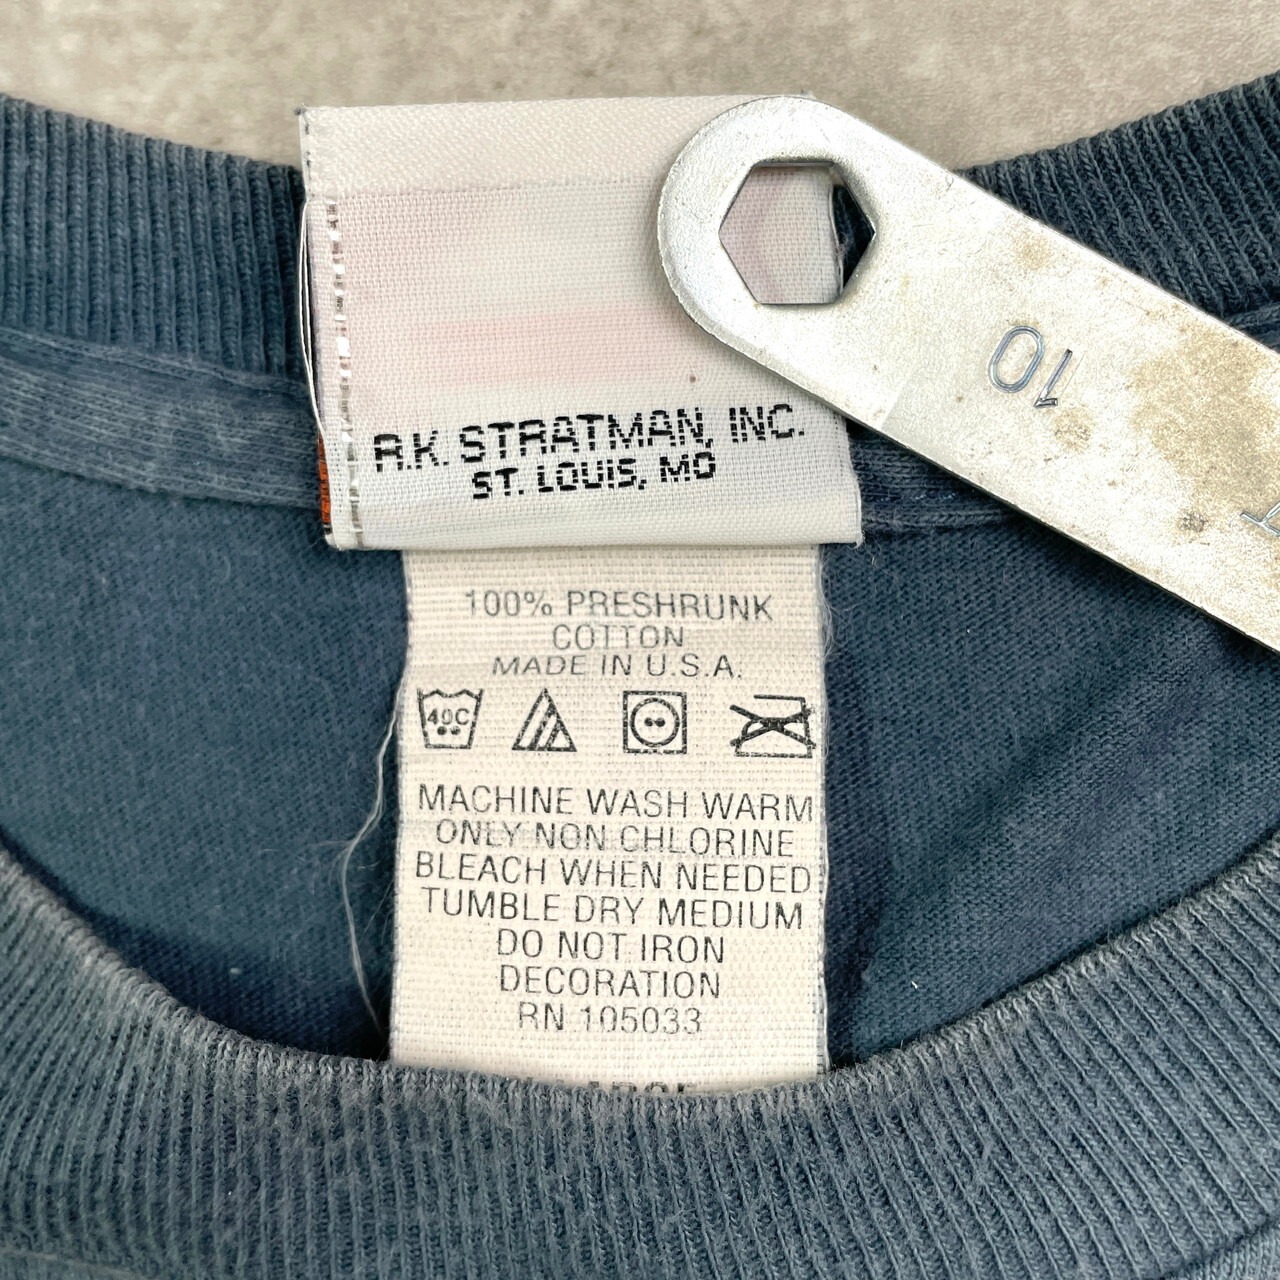 R.K. STRATMAN, INC.
ST. LOUIS, MO
10
100% PRESHRUNK
COTTON
MADE IN U.S.A.
40C
MACHINE WASH WARM
ONLY NON CHLORINE
BLEACH WHEN NEEDED
TUMBLE DRY MEDIUM
DO NOT IRON
DECORATION
RN 105033